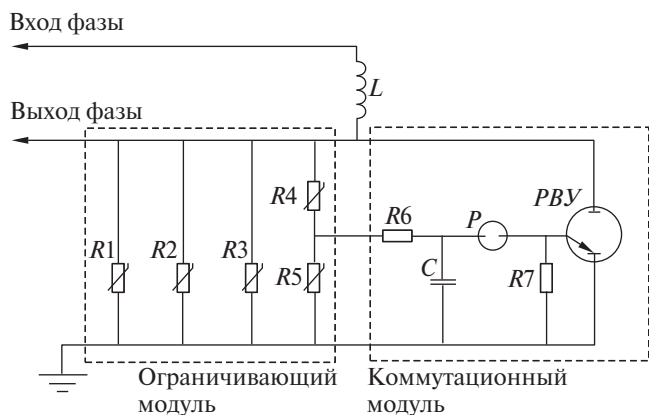 Вход фазы
L
Выход фазы
R4
R6
P
РВУ
R1
R2
R3
R5
C
R7
Ограничивающий
модуль
Коммутационный
модуль